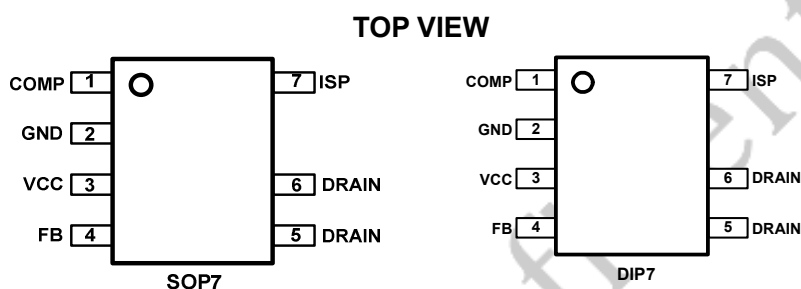 TOP VIEW
COMP 1 7 ISP
GND 2
VCC 3 6 DRAIN
FB 4 5 DRAIN
SOP7
COMP 1 7 ISP
GND 2
VCC 3 6 DRAIN
FB 4 5 DRAIN
DIP7